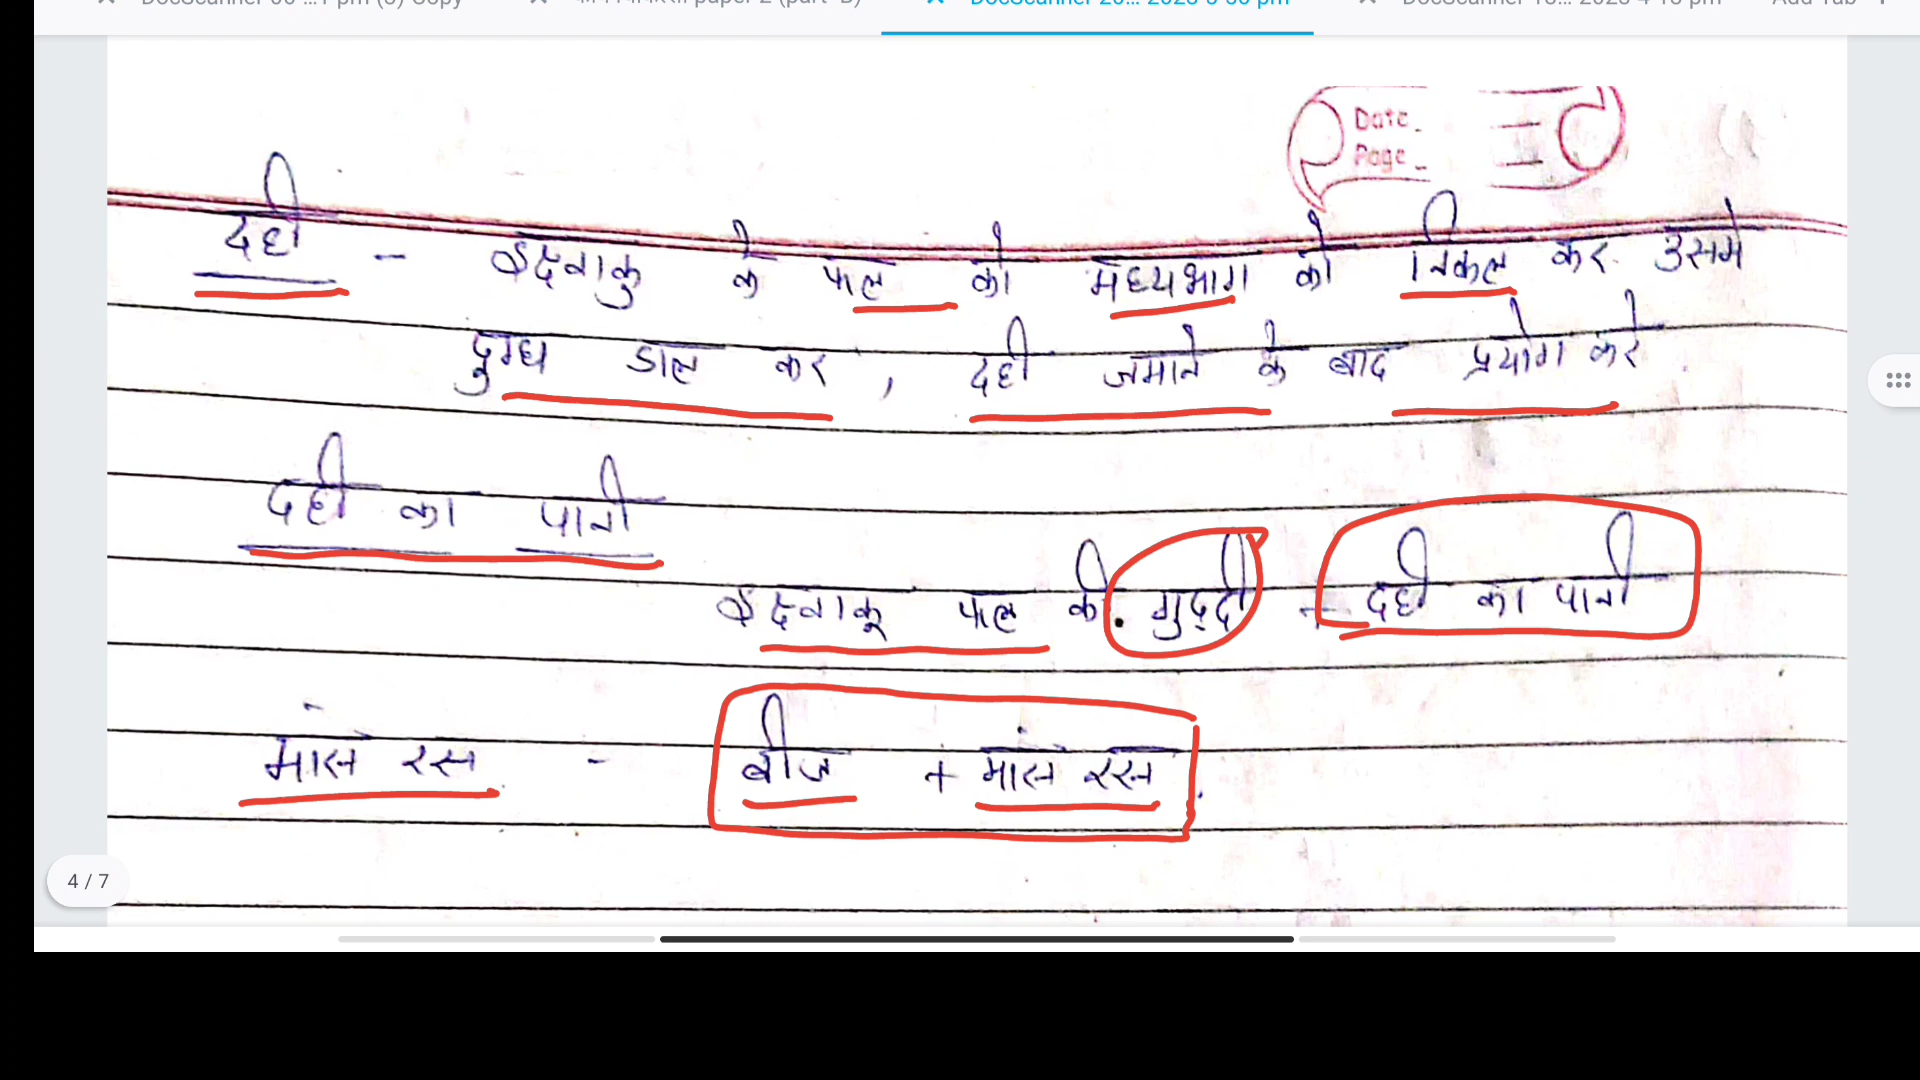 Date
Page
दही - इक्ष्वाकु के फल को मध्यभाग को निकल कर उसमे
दुग्ध डाल कर , दही जमाने के बाद प्रयोग करे .
दही का पानी
इक्ष्वाकू फल की गुद्दी + दही का पानी
मांस रस - बीज + मांस रस .
4 / 7